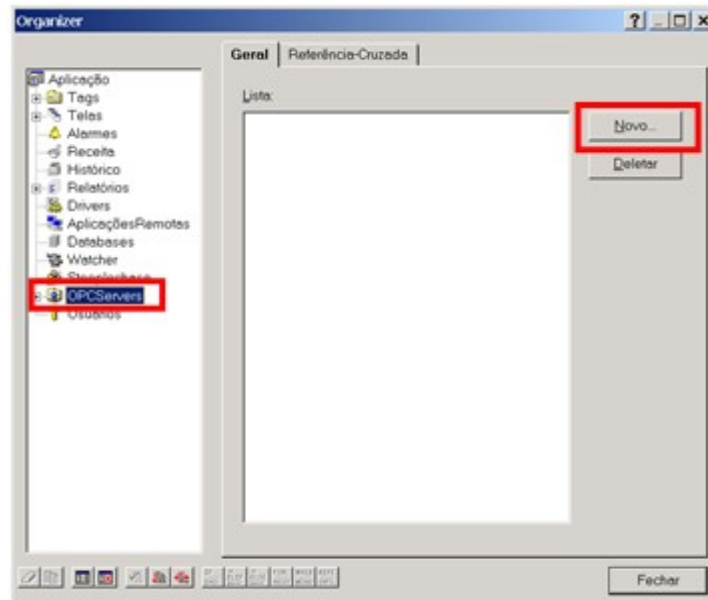 Organizer
Geral
Referência-Cruzada
Aplicação
Tags
Telas
Alarmes
Receita
Histórico
Relatórios
Drivers
AplicaçõesRemotas
Databases
Watcher
Steeplechase
OPCServers
Usuários
Lista:
Novo...
Deletar
Fechar